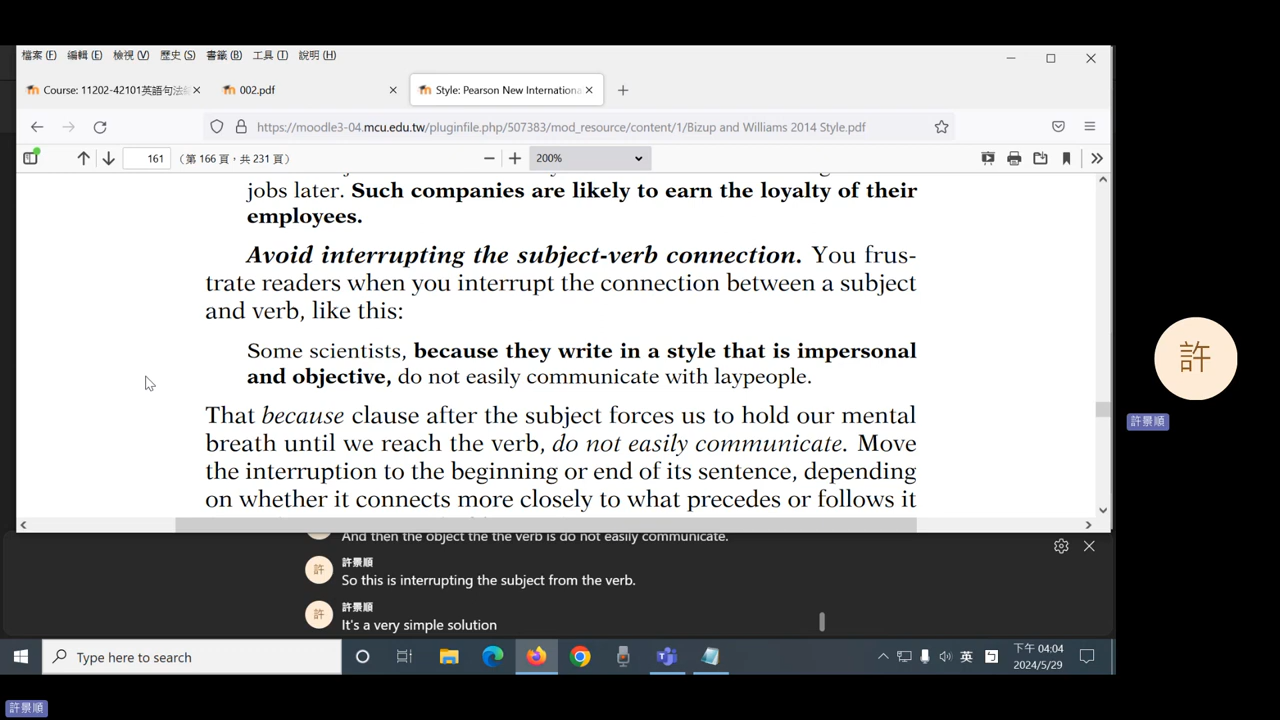 檔案(F) 編輯(E) 檢視(V) 歷史(S) 書籤(B) 工具(T) 說明(H)
Course: 11202-42101英語句法
002.pdf
Style: Pearson New Internationa
https://moodle3-04.mcu.edu.tw/pluginfile.php/507383/mod_resource/content/1/Bizup and Williams 2014 Style.pdf
161 (第 166 頁,共 231 頁) 200%
jobs later. Such companies are likely to earn the loyalty of their
employees.
Avoid interrupting the subject-verb connection. You frus-
trate readers when you interrupt the connection between a subject
and verb, like this:
Some scientists, because they write in a style that is impersonal
and objective, do not easily communicate with laypeople.
That because clause after the subject forces us to hold our mental
breath until we reach the verb, do not easily communicate. Move
the interruption to the beginning or end of its sentence, depending
on whether it connects more closely to what precedes or follows it
許
許景順
And then the object the the verb is do not easily communicate.
許
許景順
So this is interrupting the subject from the verb.
許
許景順
It's a very simple solution
Type here to search
英
下午 04:04
2024/5/29
許景順